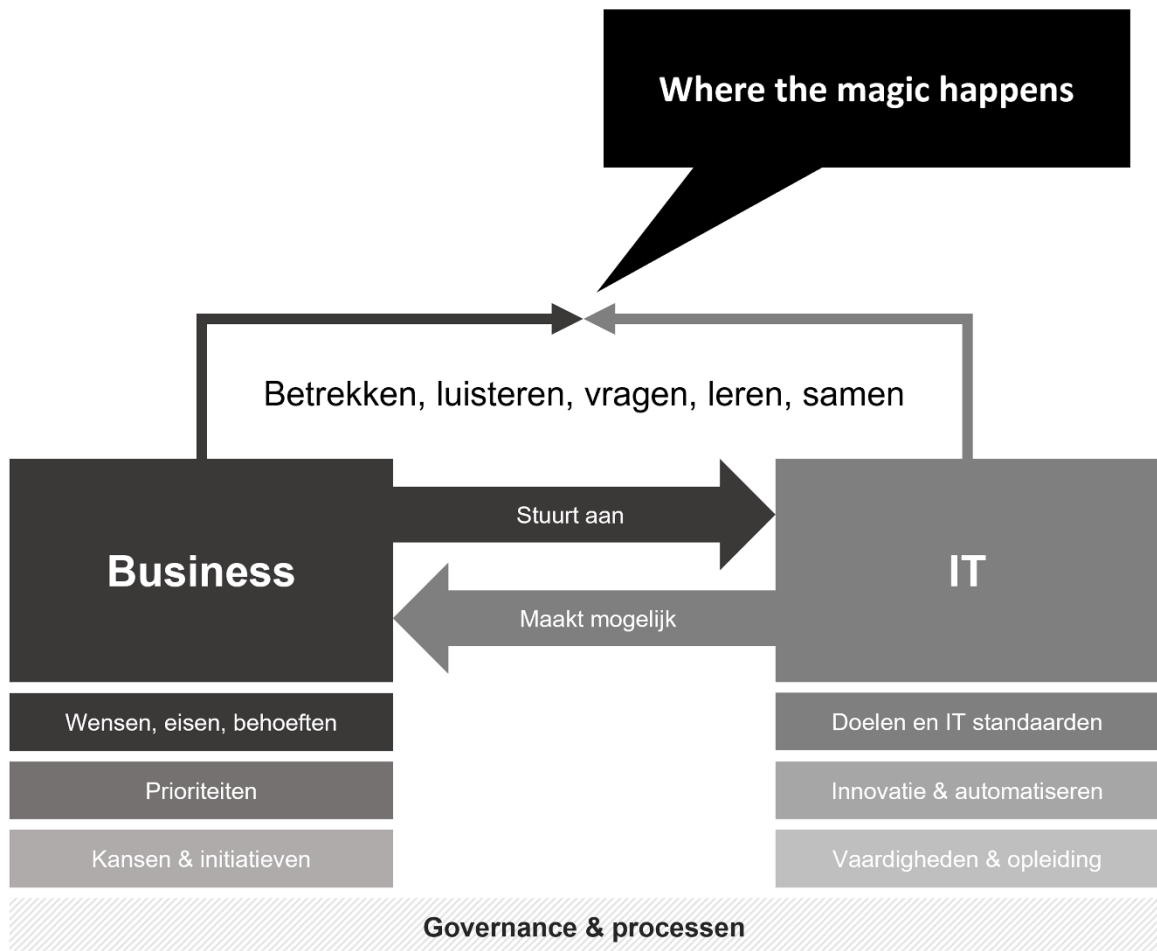 Where the magic happens
Betrekken, luisteren, vragen, leren, samen
Business
Stuurt aan
Maakt mogelijk
IT
Wensen, eisen, behoeften
Doelen en IT standaarden
Prioriteiten
Innovatie & automatiseren
Kansen & initiatieven
Vaardigheden & opleiding
Governance & processen